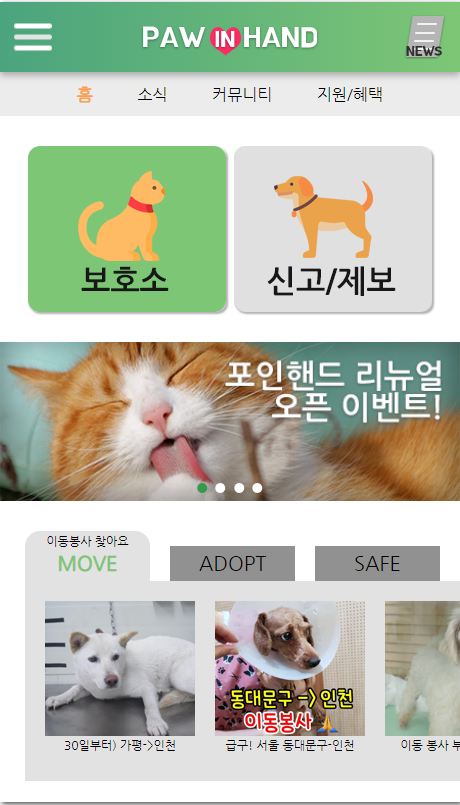 PAW IN HAND
NEWS
홈 소식 커뮤니티 지원/혜택
보호소 신고/제보
포인핸드 리뉴얼
오픈 이벤트!
이동봉사 찾아요
MOVE ADOPT SAFE
동대문구 -> 인천
이동봉사
30일부터) 가평->인천 급구! 서울 동대문구-인천 이동 봉사